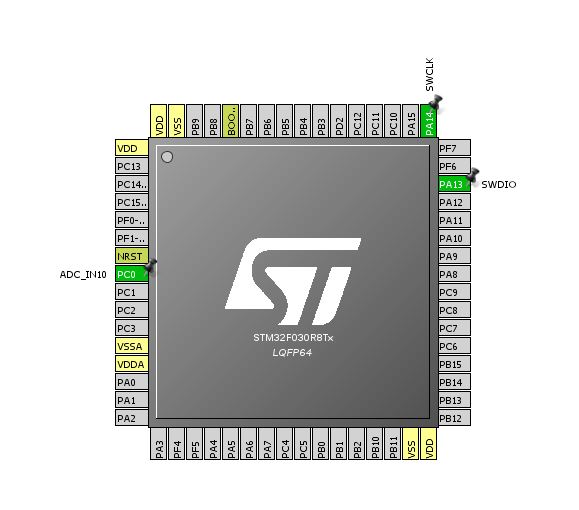 SWCLK
VDD
VSS
PB9
PB8
BOO..
PB7
PB6
PB5
PB4
PB3
PD2
PC12
PC11
PC10
PA15
PA14
VDD
PC13
PC14..
PC15..
PF0-..
PF1-..
NRST
ADC_IN10 PC0
PC1
PC2
PC3
VSSA
VDDA
PA0
PA1
PA2
PF7
PF6
PA13 SWDIO
PA12
PA11
PA10
PA9
PA8
PC9
PC8
PC7
PC6
PB15
PB14
PB13
PB12
ST
STM32F030R8Tx
LQFP64
PA3
PF4
PF5
PA4
PA5
PA6
PA7
PC4
PC5
PB0
PB1
PB2
PB10
PB11
VSS
VDD